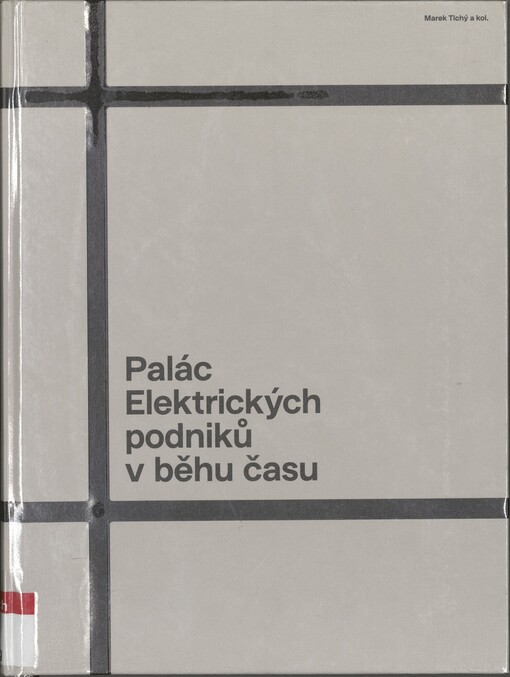 Marek Tichý a kol.
Palác
Elektrických
podniků
v běhu času